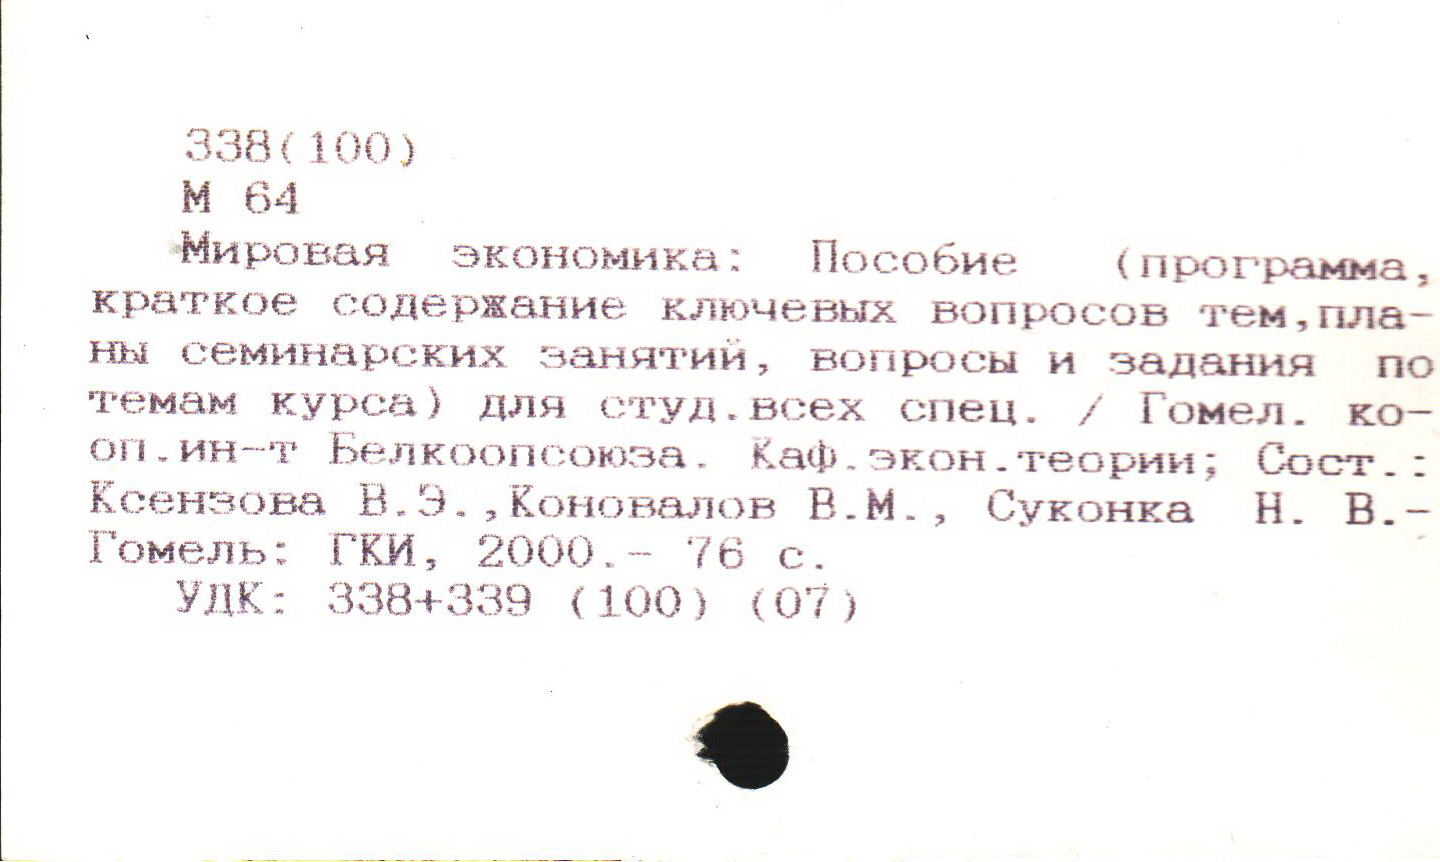 338(100)
М 64
Мировая экономика: Пособие (программа,
краткое содержание ключевых вопросов тем,пла-
ны семинарских занятий, вопросы и задания по
темам курса) для студ.всех спец. / Гомел. ко-
оп.ин-т Белкоопсоюза. Каф.экон.теории; Сост.:
Ксензова В.Э.,Коновалов В.М., Суконка Н. В.-
Гомель: ГКИ, 2000.- 76 с.
УДК: 338+339 (100) (07)